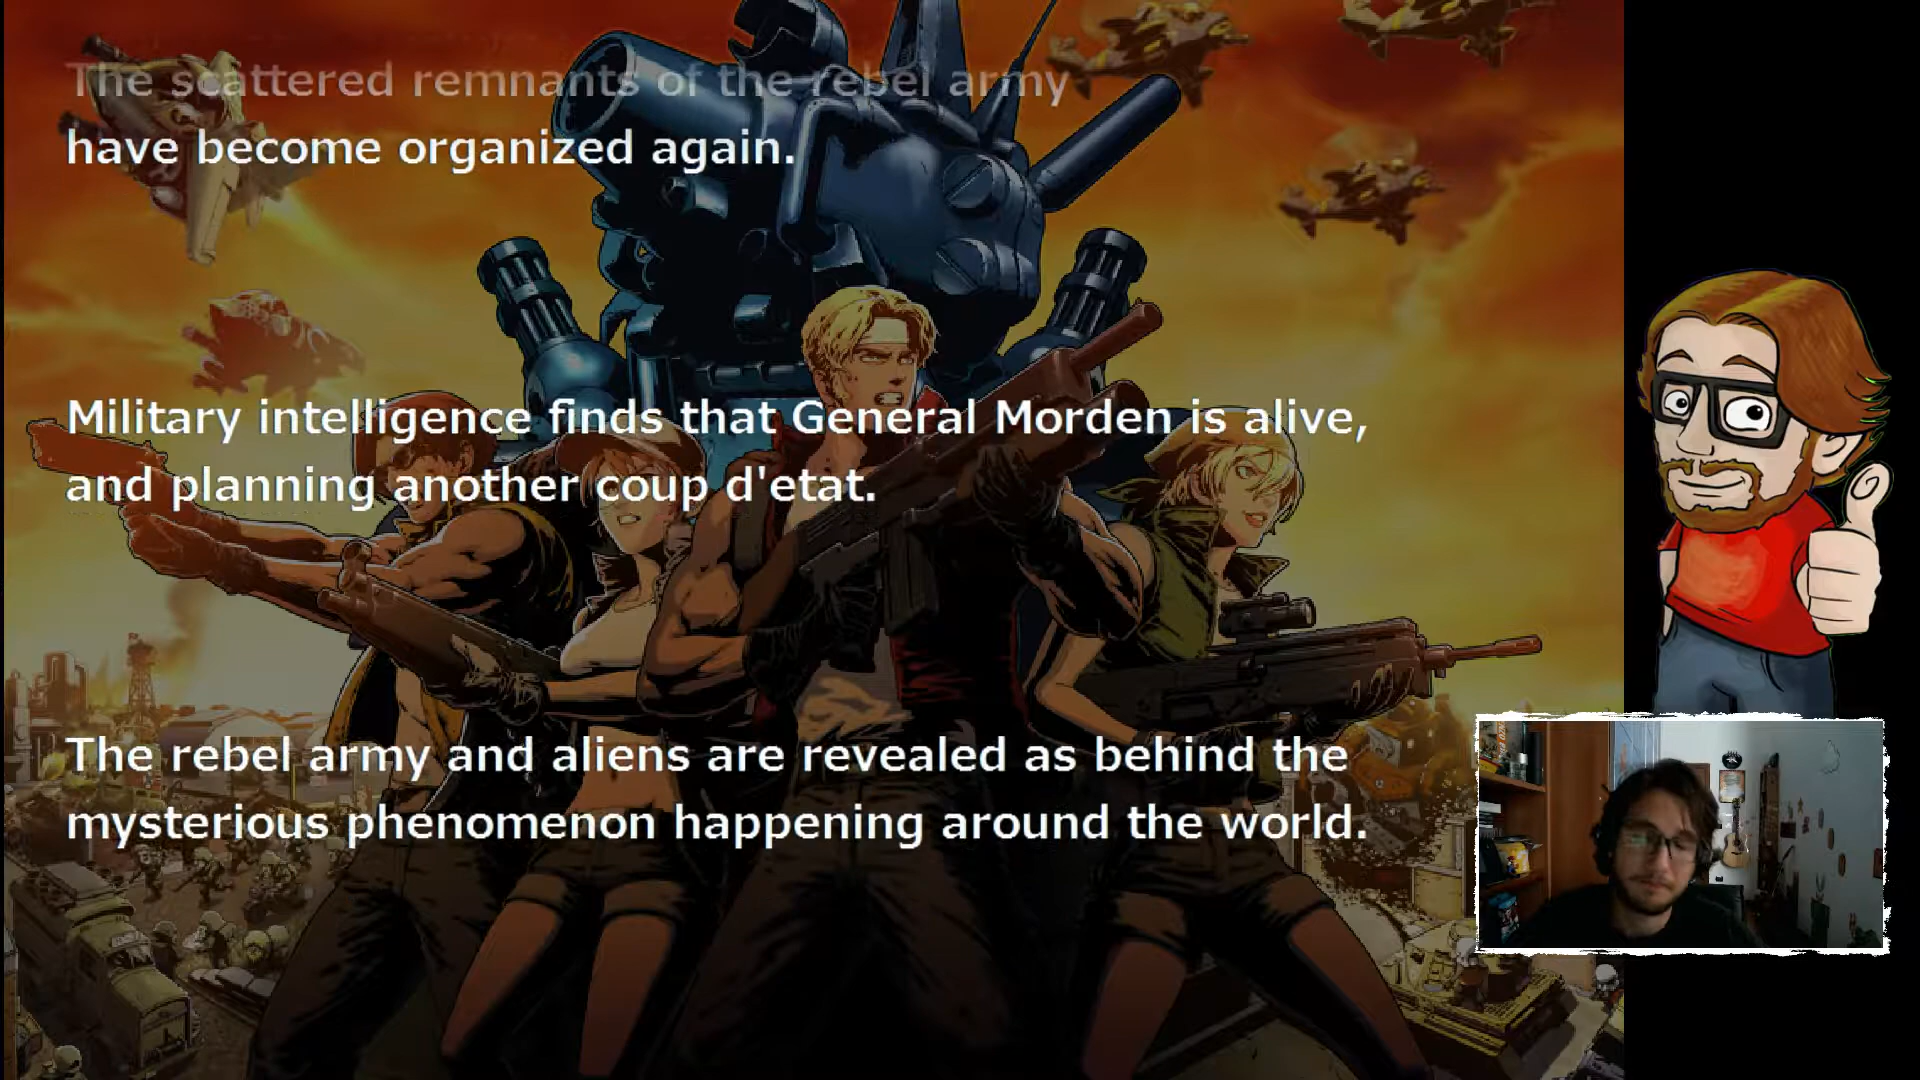 The scattered remnants of the rebel army
have become organized again.
Military intelligence finds that General Morden is alive,
and planning another coup d'etat.
The rebel army and aliens are revealed as behind the
mysterious phenomenon happening around the world.